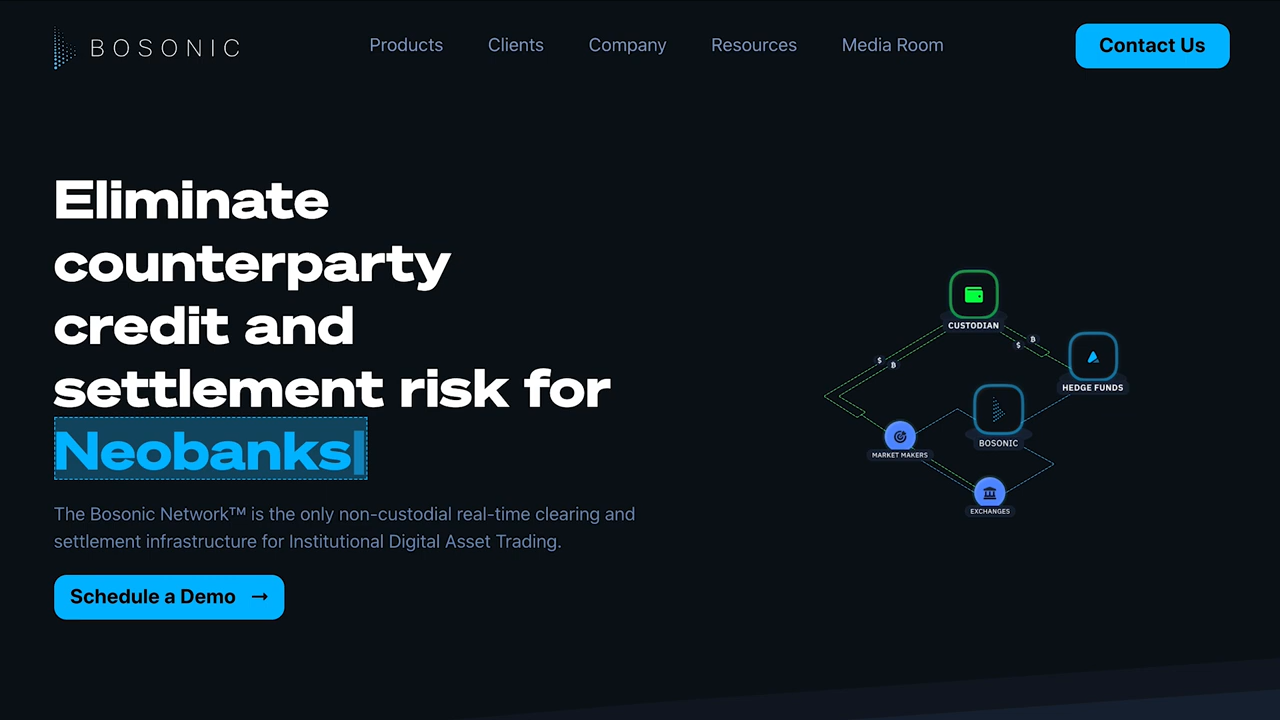 BOSONIC
Products Clients Company Resources Media Room
Contact Us
Eliminate
counterparty
credit and
settlement risk for
Neobanks
The Bosonic Network™ is the only non-custodial real-time clearing and
settlement infrastructure for Institutional Digital Asset Trading.
Schedule a Demo →
CUSTODIAN
$ B
$ B
HEDGE FUNDS
BOSONIC
MARKET MAKERS
EXCHANGES